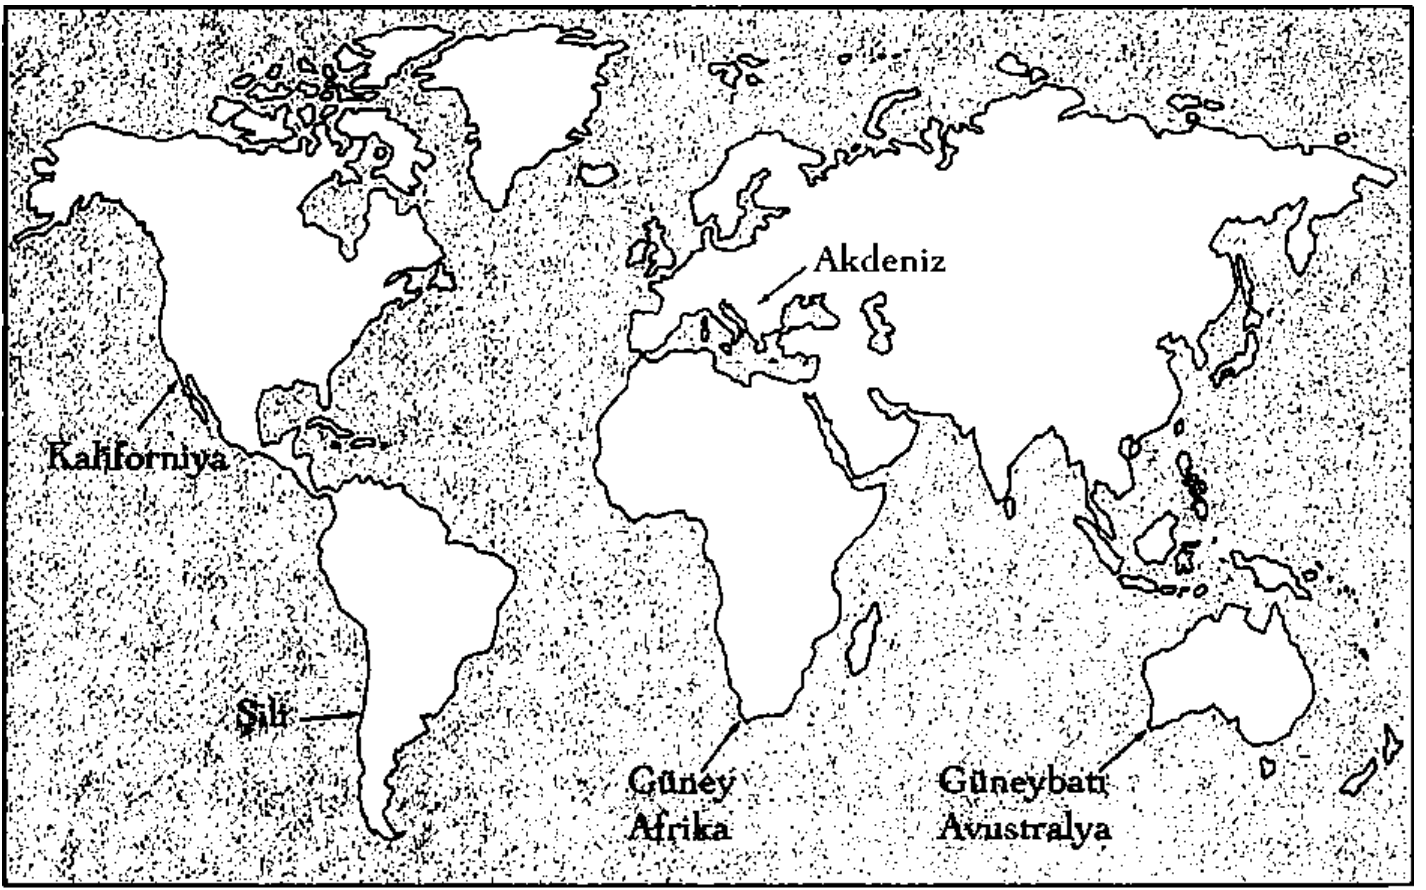 Akdeniz
Kaliforniya
Şili
Güney
Afrika
Güneybatı
Avustralya